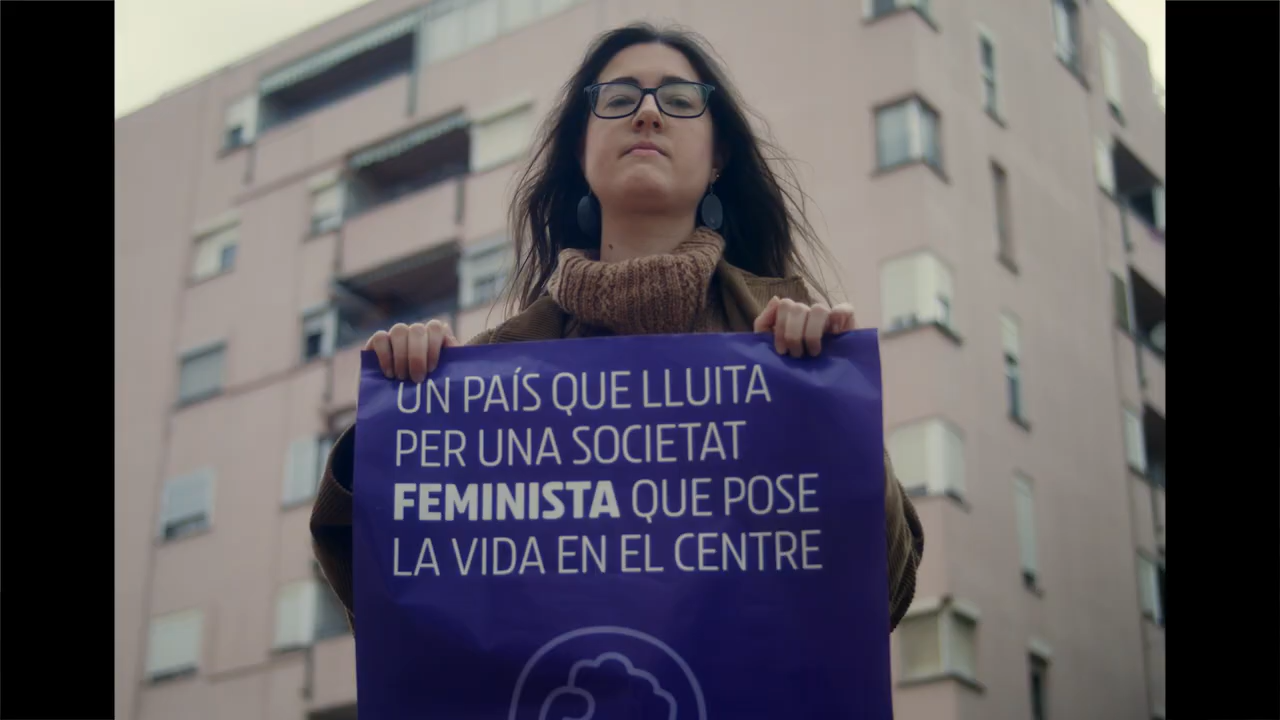 UN PAÍS QUE LLUITA
PER UNA SOCIETAT
FEMINISTA QUE POSE
LA VIDA EN EL CENTRE